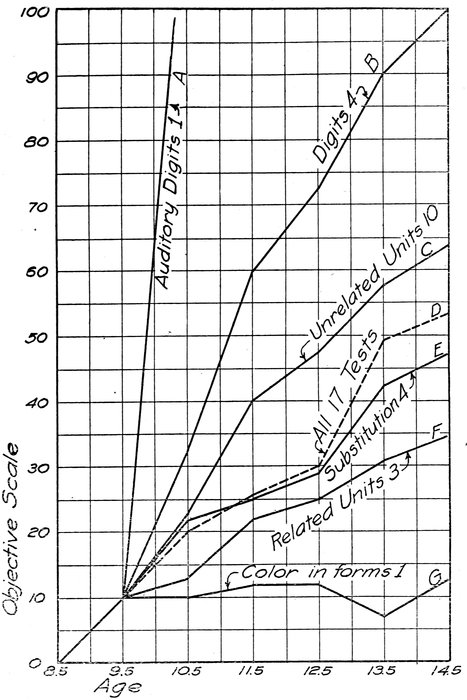 100
90
80
70
60
50
40
30
20
10
0
Objective Scale
8.5 9.5 10.5 11.5 12.5 13.5 14.5
Age
Auditory Digits 1 A
Digits 4 B
Unrelated Units 10
C
All 17 Tests
D
Substitution 4
E
Related Units 3
F
Color in forms 1
G